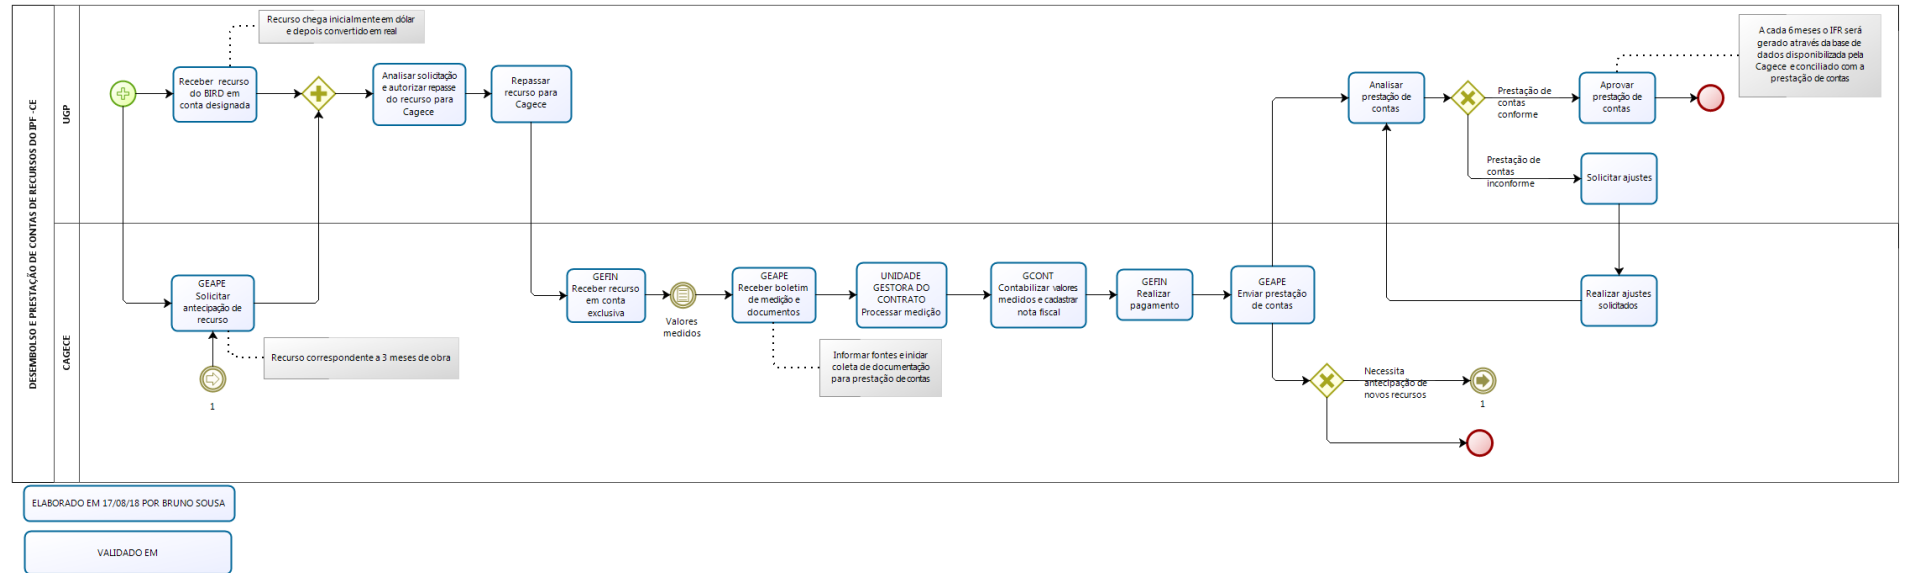 DESEMBOLSO E PRESTAÇÃO DE CONTAS DE RECURSOS DO IPF -CE
UGP
Recurso chega inicialmente em dólar
e depois convertido em real
Receber recurso
do BIRD em
conta designada
Analisar solicitação
e autorizar repasse
do recurso para
Cagece
Repassar
recurso para
Cagece
Analisar
prestação de
contas
Prestação de
contas
conforme
Aprovar
prestação de
contas
A cada 6 meses o IFR será
gerado através da base de
dados disponibilizada pela
Cagece e conciliado com a
prestação de contas
Prestação de
contas
inconforme
Solicitar ajustes
CAGECE
GEAPE
Solicitar
antecipação de
recurso
Recurso correspondente a 3 meses de obra
1
GEFIN
Receber recurso
em conta
exclusiva
Valores
medidos
GEAPE
Receber boletim
de medição e
documentos
Informar fontes e iniciar
coleta de documentação
para prestação de contas
UNIDADE
GESTORA DO
CONTRATO
Processar medição
GCONT
Contabilizar valores
medidos e cadastrar
nota fiscal
GEFIN
Realizar
pagamento
GEAPE
Enviar prestação
de contas
Realizar ajustes
solicitados
Necessita
antecipação de
novos recursos
1
ELABORADO EM 17/08/18 POR BRUNO SOUSA
VALIDADO EM